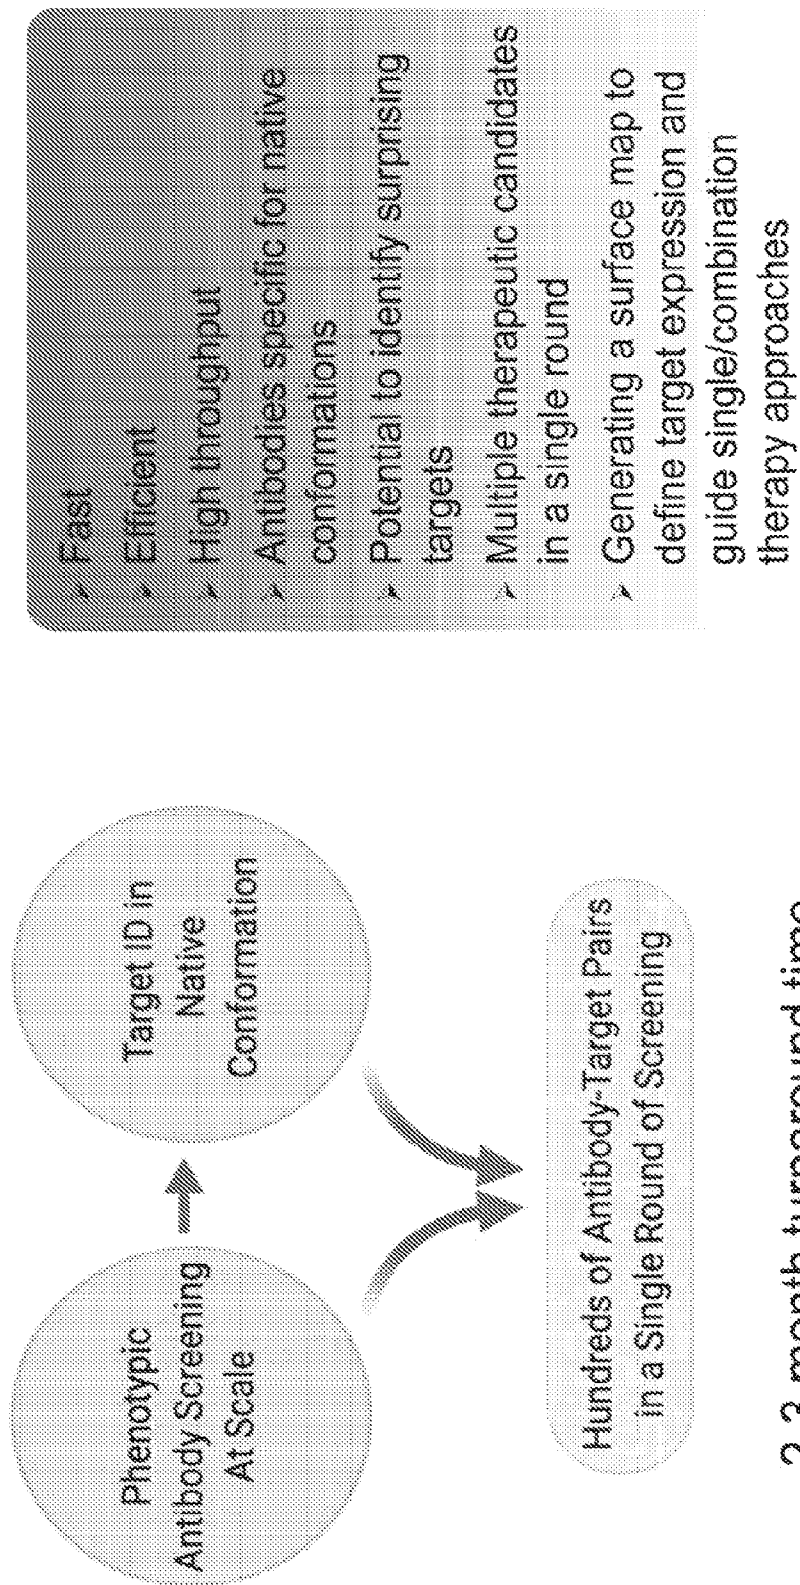 Phenotypic
Antibody Screening
At Scale
Target ID in
Native
Conformation
Hundreds of Antibody-Target Pairs
in a Single Round of Screening
2-3 month turnaround time
➤ Fast
➤ Efficient
➤ High throughput
➤ Antibodies specific for native
conformations
➤ Potential to identify surprising
targets
➤ Multiple therapeutic candidates
in a single round
➤ Generating a surface map to
define target expression and
guide single/combination
therapy approaches